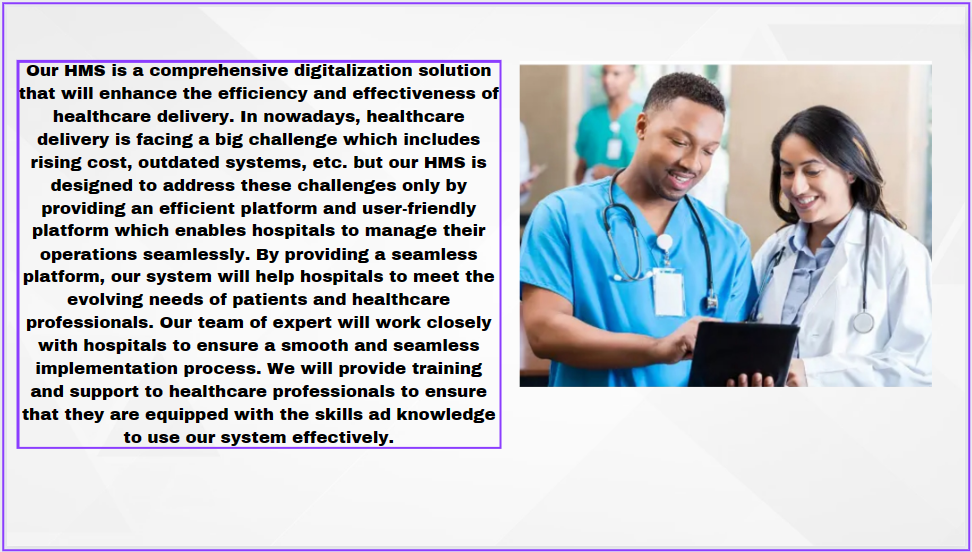 Our HMS is a comprehensive digitalization solution
that will enhance the efficiency and effectiveness of
healthcare delivery. In nowadays, healthcare
delivery is facing a big challenge which includes
rising cost, outdated systems, etc. but our HMS is
designed to address these challenges only by
providing an efficient platform and user-friendly
platform which enables hospitals to manage their
operations seamlessly. By providing a seamless
platform, our system will help hospitals to meet the
evolving needs of patients and healthcare
professionals. Our team of expert will work closely
with hospitals to ensure a smooth and seamless
implementation process. We will provide training
and support to healthcare professionals to ensure
that they are equipped with the skills ad knowledge
to use our system effectively.